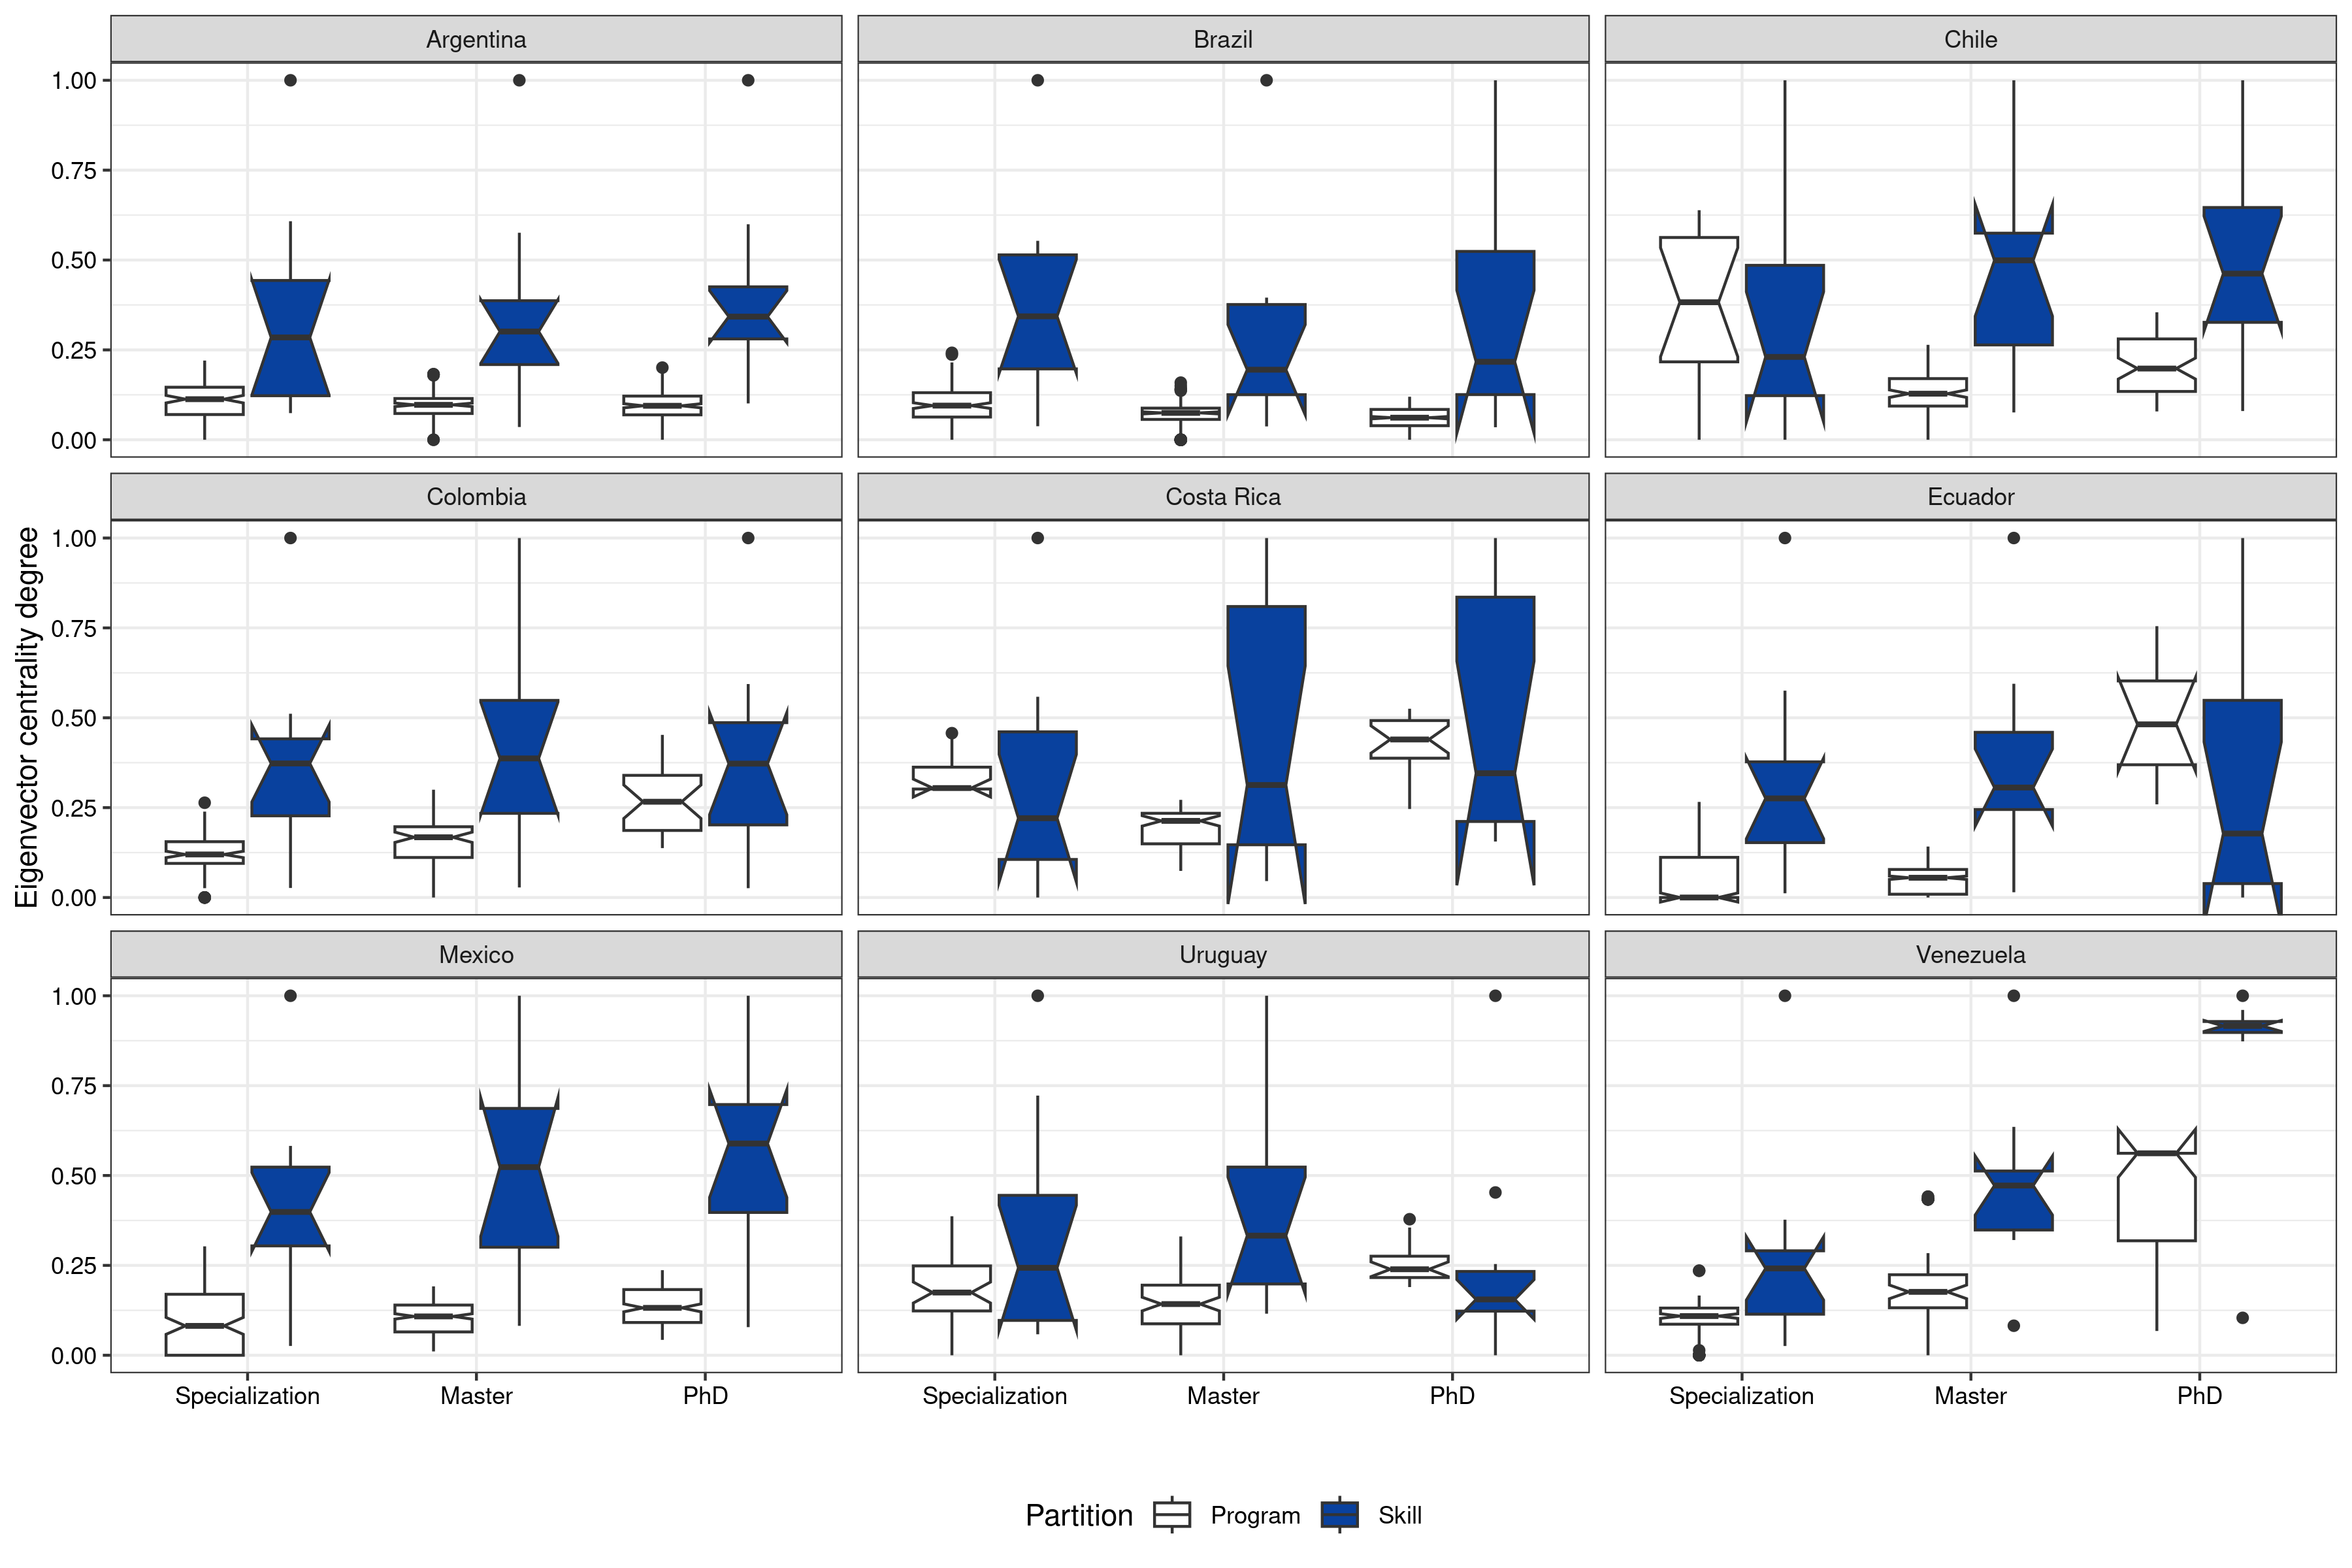 Argentina
Brazil
Chile
1.00
0.75
0.50
0.25
0.00
Colombia
Costa Rica
Ecuador
1.00
0.75
0.50
0.25
0.00
Eigenvector centrality degree
Mexico
Uruguay
Venezuela
1.00
0.75
0.50
0.25
0.00
Specialization Master PhD
Specialization Master PhD
Specialization Master PhD
Partition Program Skill